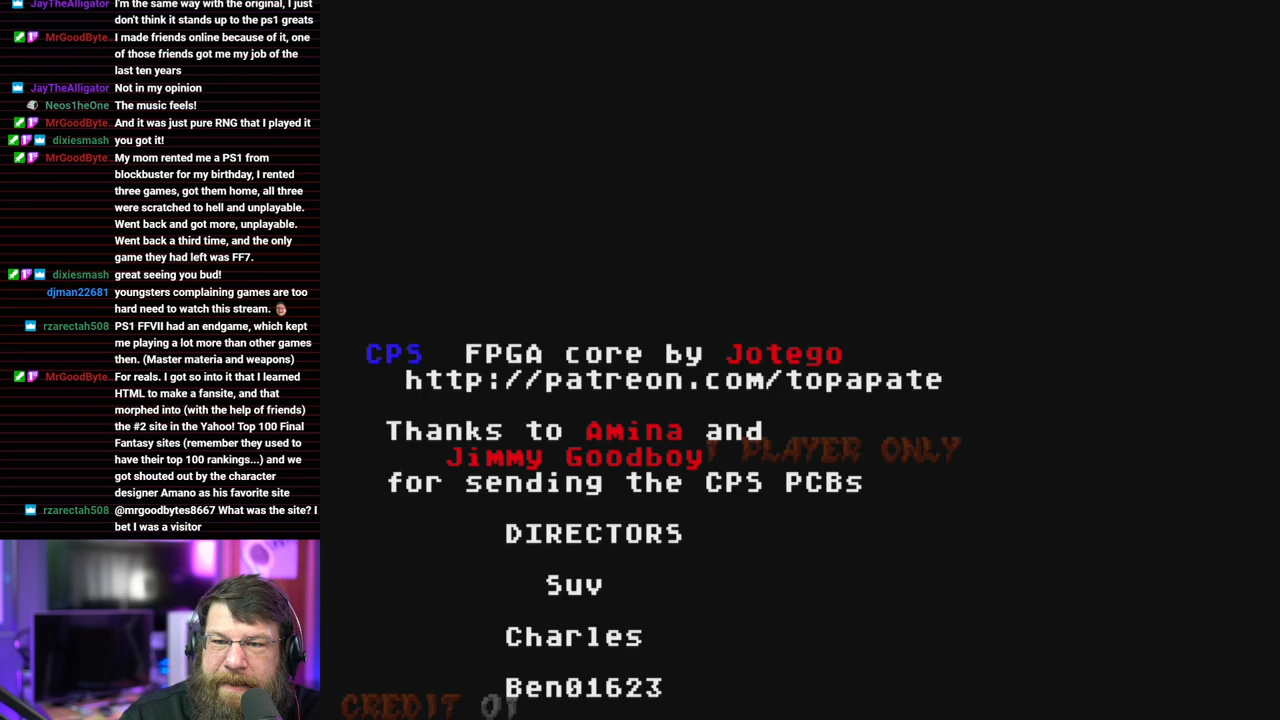 JayTheAlligator I'm the same way with the original, I just
don't think it stands up to the ps1 greats
MrGoodByte.. I made friends online because of it, one
of those friends got me my job of the
last ten years
JayTheAlligator Not in my opinion
Neos1heOne The music feels!
MrGoodByte.. And it was just pure RNG that I played it
dixiesmash you got it!
MrGoodByte.. My mom rented me a PS1 from
blockbuster for my birthday, I rented
three games, got them home, all three
were scratched to hell and unplayable.
Went back and got more, unplayable.
Went back a third time, and the only
game they had left was FF7.
dixiesmash great seeing you bud!
djman22681 youngsters complaining games are too
hard need to watch this stream.
rzarectah508 PS1 FFVII had an endgame, which kept
me playing a lot more than other games
then. (Master materia and weapons)
MrGoodByte.. For reals. I got so into it that I learned
HTML to make a fansite, and that
morphed into (with the help of friends)
the #2 site in the Yahoo! Top 100 Final
Fantasy sites (remember they used to
have their top 100 rankings...) and we
got shouted out by the character
designer Amano as his favorite site
rzarectah508 @mrgoodbytes8667 What was the site? I
bet I was a visitor
CPS FPGA core by Jotego
http://patreon.com/topapate
Thanks to Amina and
Jimmy Goodboy PLAYER ONLY
for sending the CPS PCBs
DIRECTORS
Suv
Charles
Ben01623
CREDIT 01